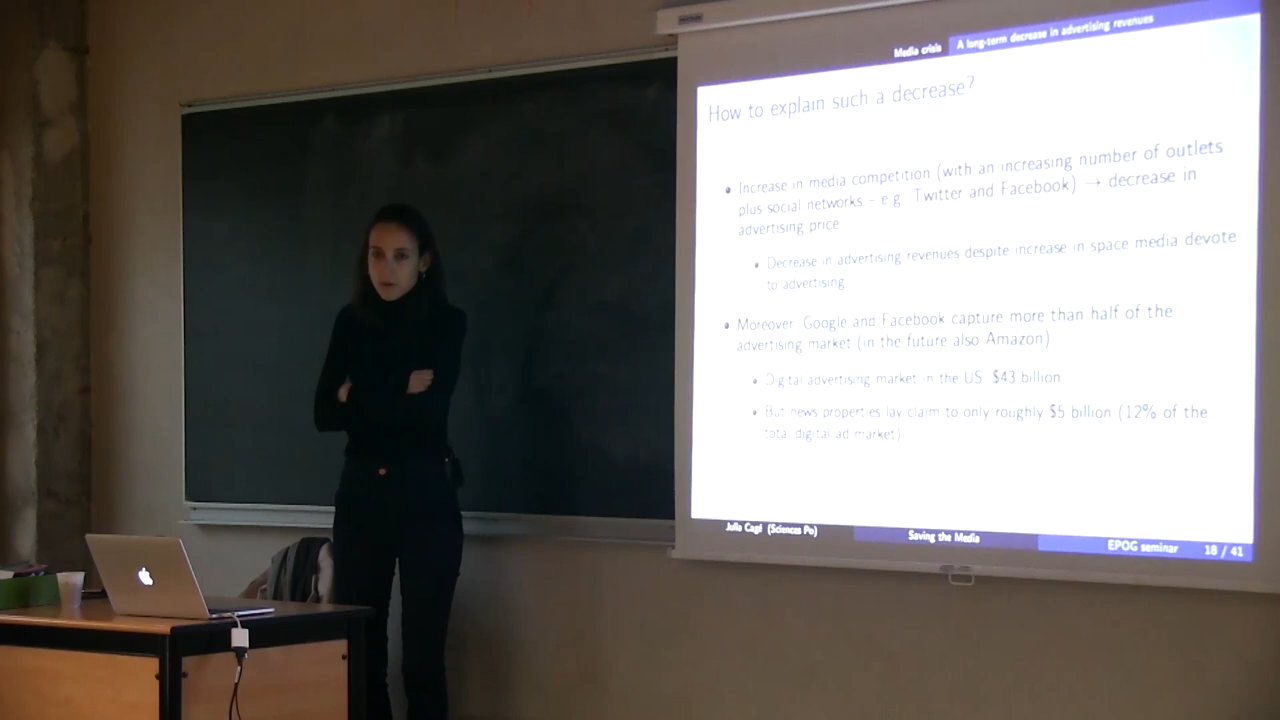 Media crisis A long-term decrease in advertising revenues
How to explain such a decrease?
• Increase in media competition (with an increasing number of outlets
plus social networks – e.g. Twitter and Facebook) → decrease in
advertising price
• Decrease in advertising revenues despite increase in space media devote
to advertising
• Moreover: Google and Facebook capture more than half of the
advertising market (in the future also Amazon)
• Digital advertising market in the US: $43 billion
• But news properties lay claim to only roughly $5 billion (12% of the
total digital ad market)
Julia Cagé (Sciences Po) Saving the Media EPOG seminar 18 / 41